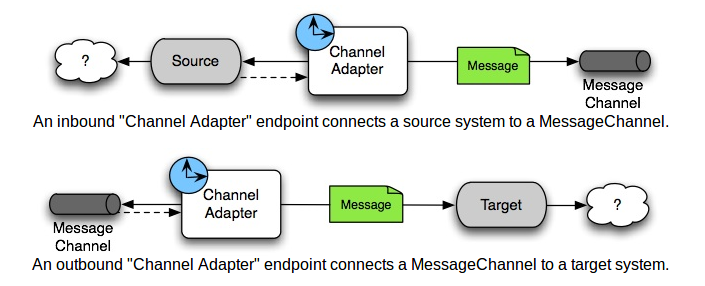 ?
Source
Channel
Adapter
Message
Message
Channel
An inbound "Channel Adapter" endpoint connects a source system to a MessageChannel.
Message
Channel
Channel
Adapter
Message
Target
?
An outbound "Channel Adapter" endpoint connects a MessageChannel to a target system.